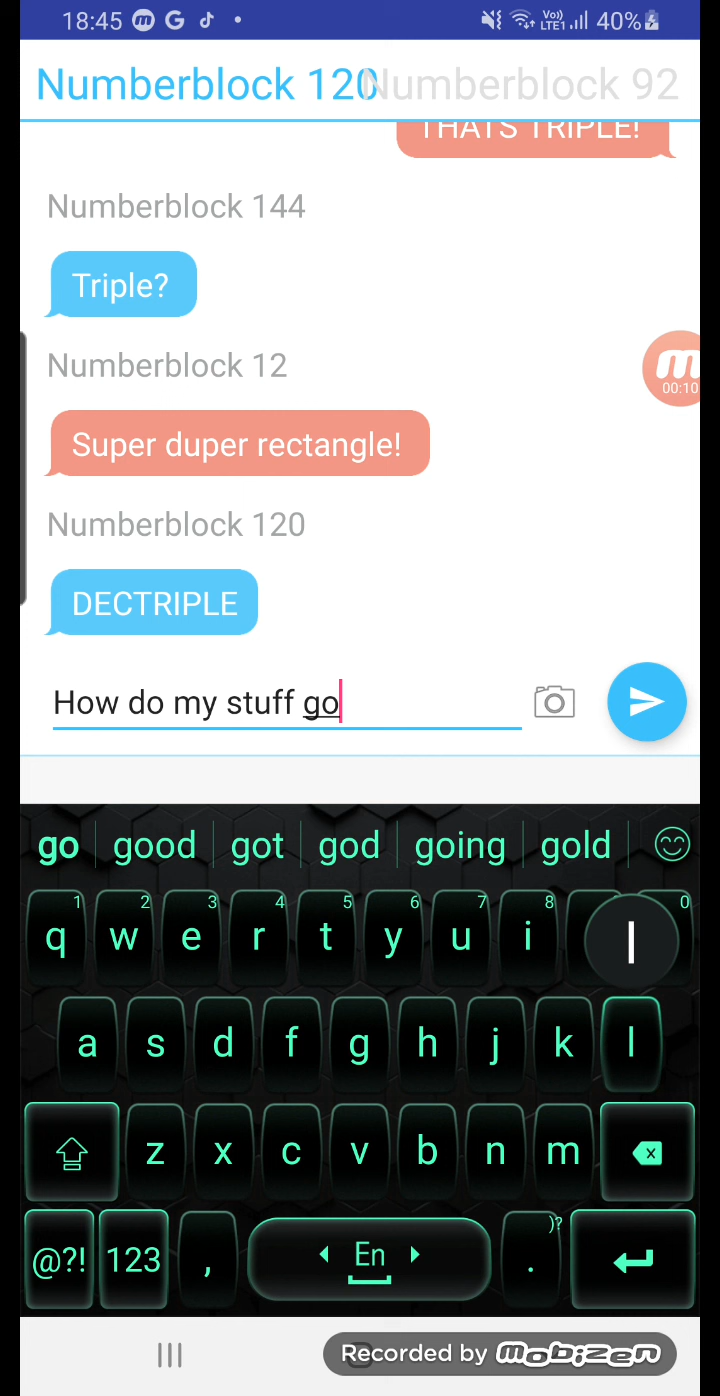 18:45 m G 40%
Vo)) LTE1
Numberblock 120 Numberblock 92
THATS TRIPLE!
Numberblock 144
Triple?
Numberblock 12
m
00:10
Super duper rectangle!
Numberblock 120
DECTRIPLE
How do my stuff go
go good got god going gold
1 2 3 4 5 6 7 8 0
q w e r t y u i l
a s d f g h j k l
z x c v b n m x
@?! 123 , En . )?
Recorded by mobizen